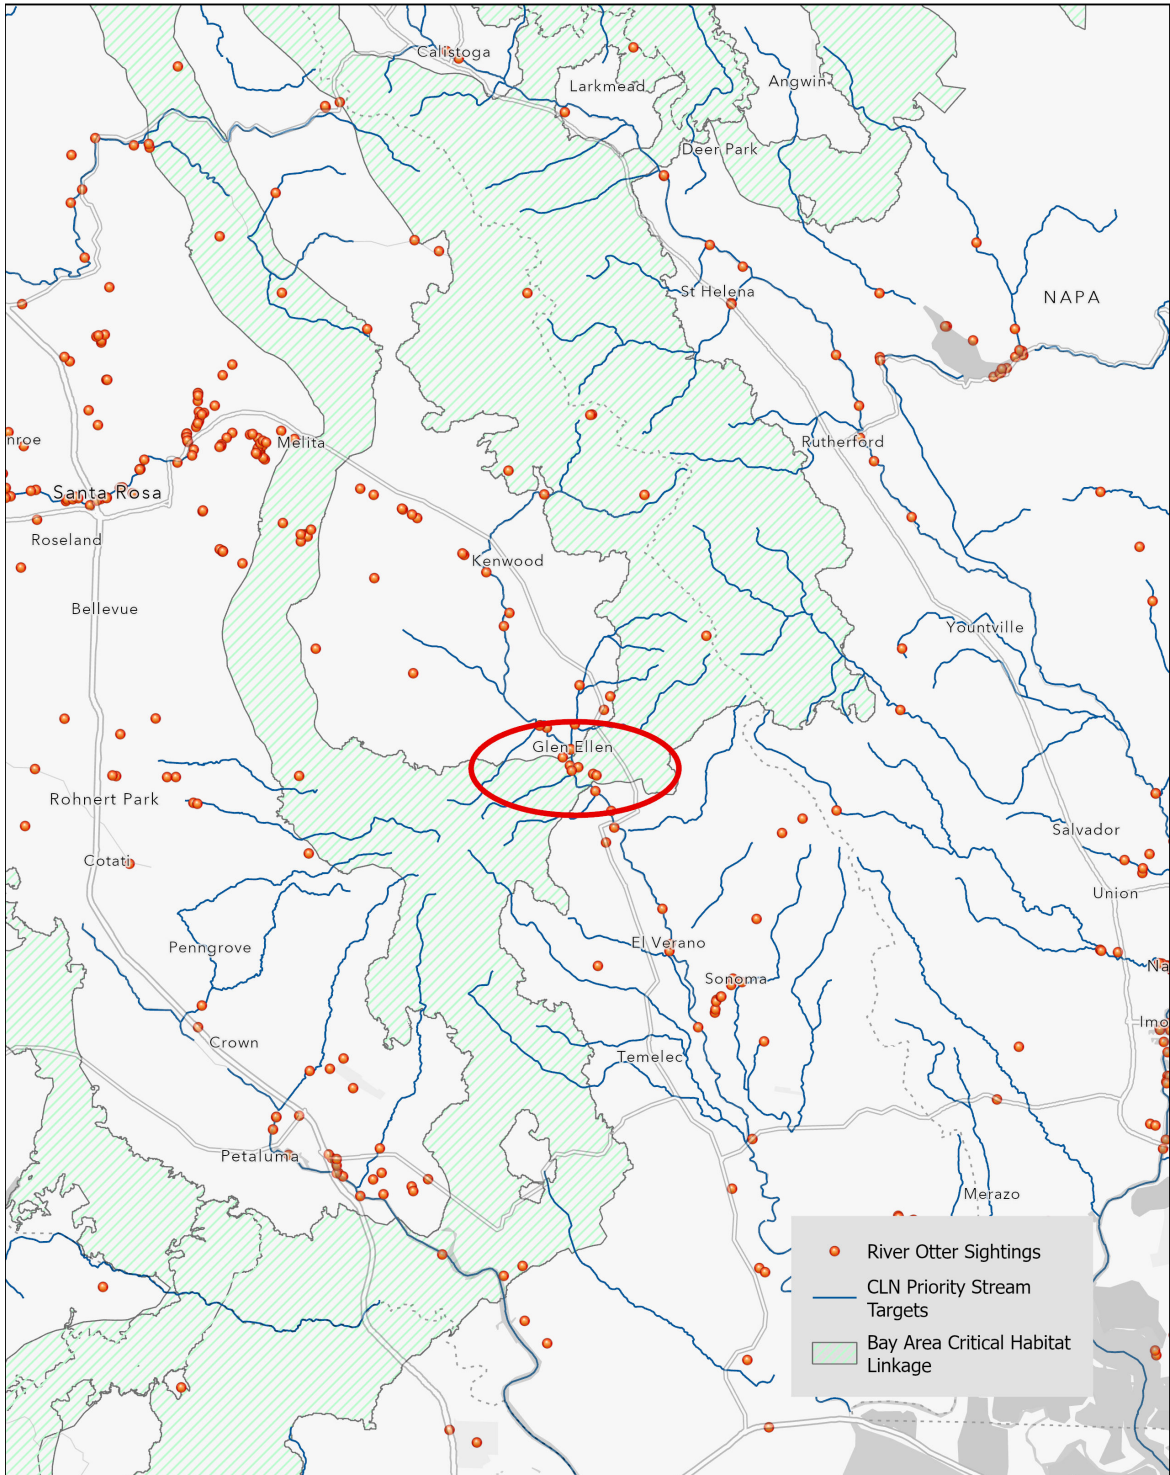 Calistoga
Larkmead
Angwin
Deer Park
St Helena
NAPA
nroe
Melita
Rutherford
Santa Rosa
Roseland
Kenwood
Bellevue
Yountville
Glen Ellen
Rohnert Park
Salvador
Cotati
Union
Penngrove
El Verano
Sonoma
Na
Imo
Crown
Temelec
Petaluma
Merazo
River Otter Sightings
CLN Priority Stream
Targets
Bay Area Critical Habitat
Linkage